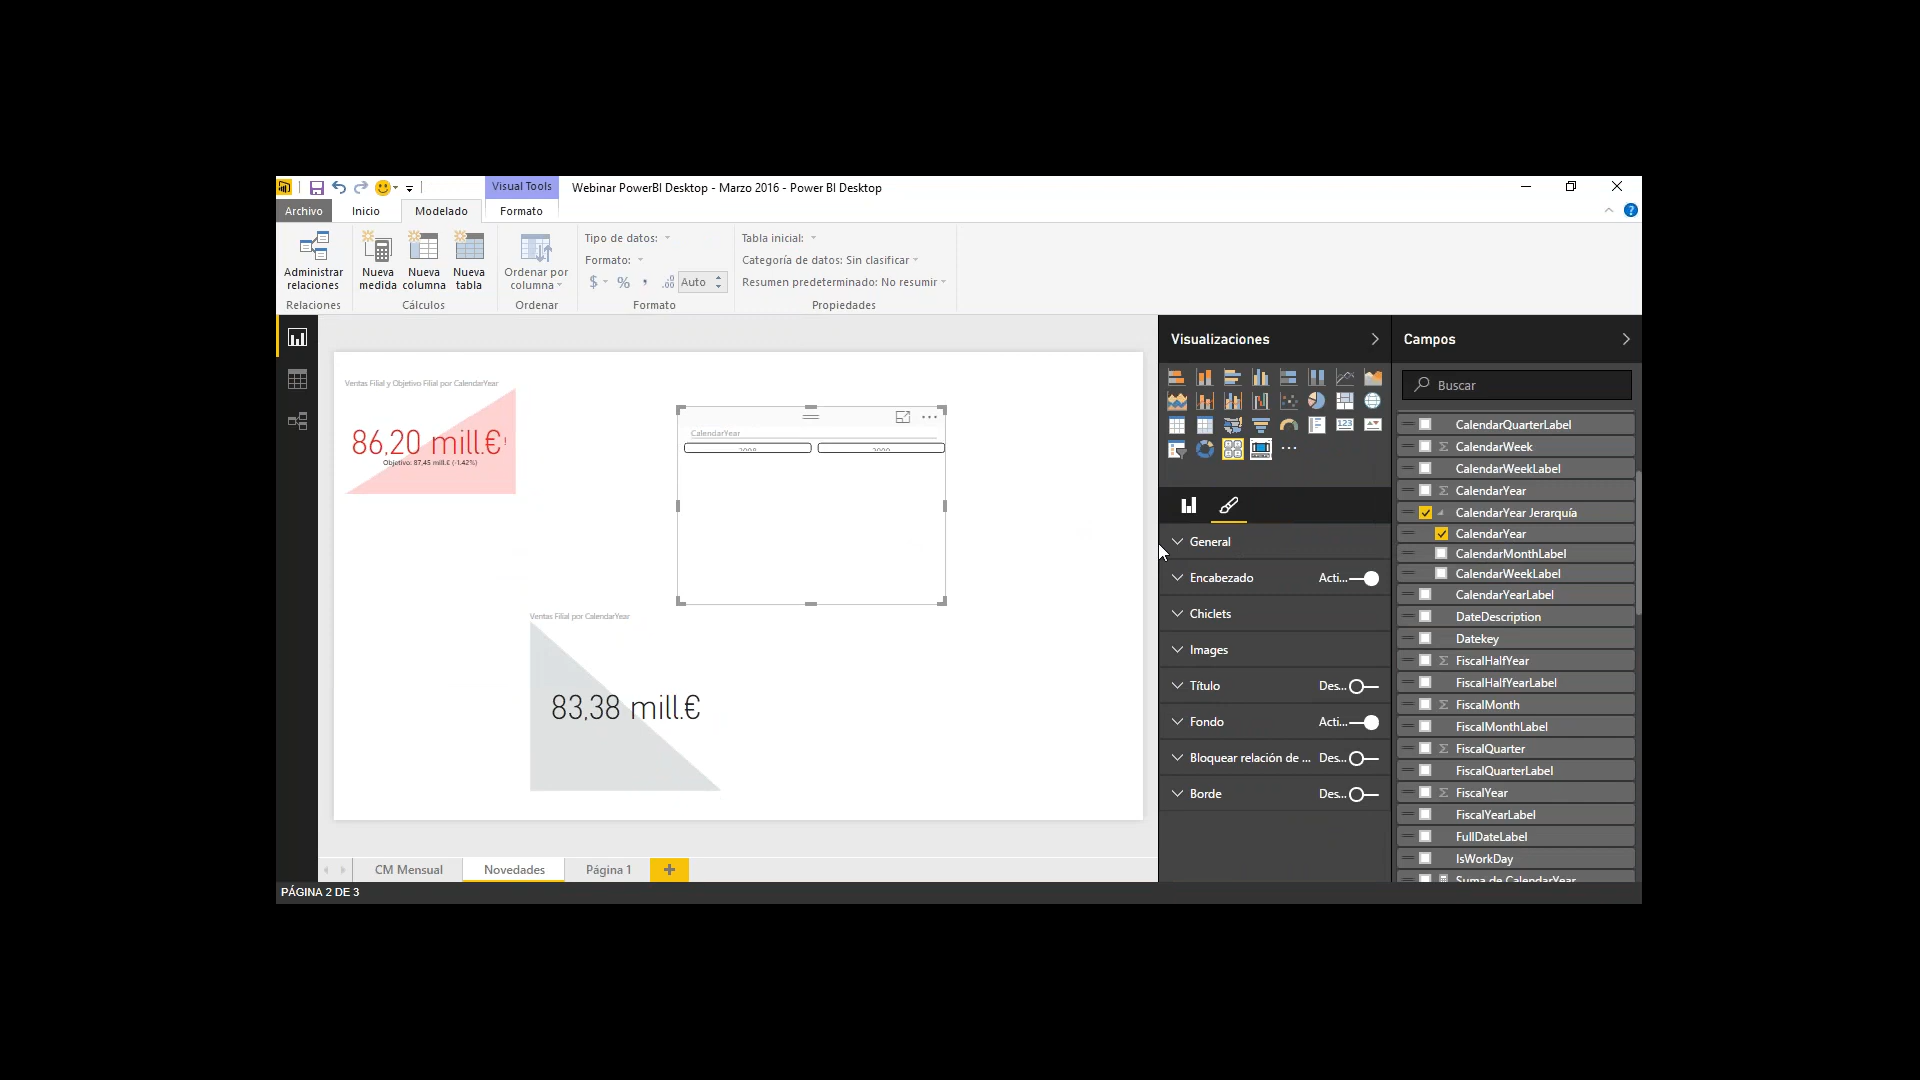 Visual Tools
Webinar PowerBI Desktop - Marzo 2016 - Power BI Desktop
Archivo
Inicio
Modelado
Formato
Administrar relaciones
Nueva medida
Nueva columna
Nueva tabla
Ordenar por columna
Tipo de datos:
Formato:
$ % , .00 Auto
Tabla inicial:
Categoría de datos: Sin clasificar
Resumen predeterminado: No resumir
Relaciones
Cálculos
Ordenar
Formato
Propiedades
Ventas Filial y Objetivo Filial por CalendarYear
86,20 mill.€!
Objetivo: 87,45 mill.€ (-1.42%)
CalendarYear
Ventas Filial por CalendarYear
83,38 mill.€
Visualizaciones
123
General
Encabezado Acti...
Chiclets
Images
Título Des...
Fondo Acti...
Bloquear relación de ... Des...
Borde Des...
Campos
Buscar
CalendarQuarterLabel
Σ CalendarWeek
CalendarWeekLabel
Σ CalendarYear
CalendarYear Jerarquía
CalendarYear
CalendarMonthLabel
CalendarWeekLabel
CalendarYearLabel
DateDescription
Datekey
Σ FiscalHalfYear
FiscalHalfYearLabel
Σ FiscalMonth
FiscalMonthLabel
Σ FiscalQuarter
FiscalQuarterLabel
Σ FiscalYear
FiscalYearLabel
FullDateLabel
IsWorkDay
Suma de CalendarYear
CM Mensual
Novedades
Página 1
PÁGINA 2 DE 3